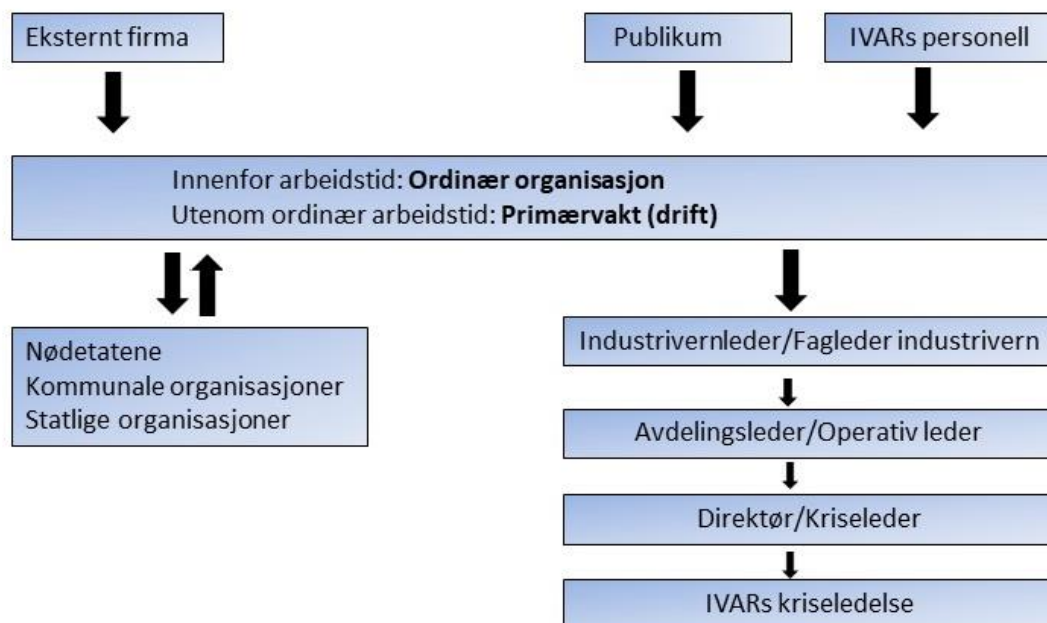 Eksternt firma
Publikum
IVARs personell
Innenfor arbeidstid: Ordinær organisasjon
Utenom ordinær arbeidstid: Primærvakt (drift)
Nødetatene
Kommunale organisasjoner
Statlige organisasjoner
Industrivernleder/Fagleder industrivern
Avdelingsleder/Operativ leder
Direktør/Kriseleder
IVARs kriseledelse